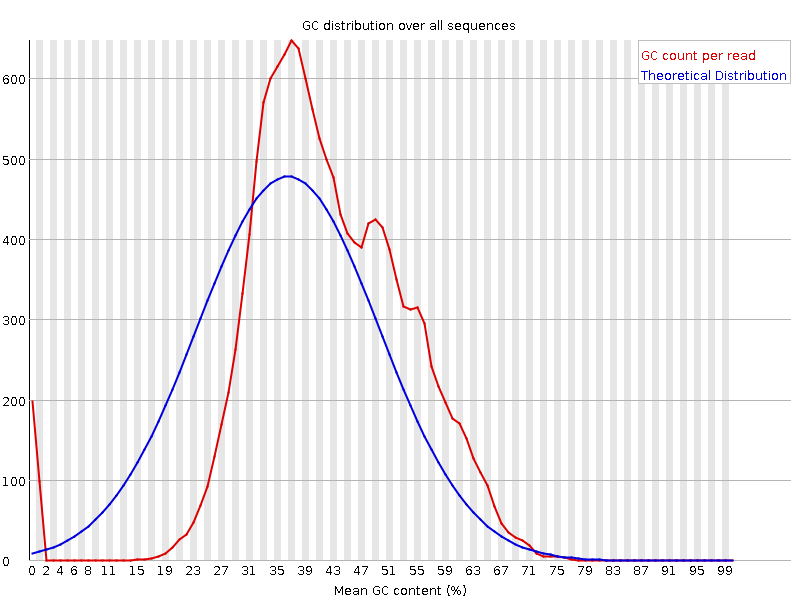 GC distribution over all sequences
GC count per read
Theoretical Distribution
600
500
400
300
200
100
0
0 2 4 6 8 11 15 19 23 27 31 35 39 43 47 51 55 59 63 67 71 75 79 83 87 91 95 99
Mean GC content (%)